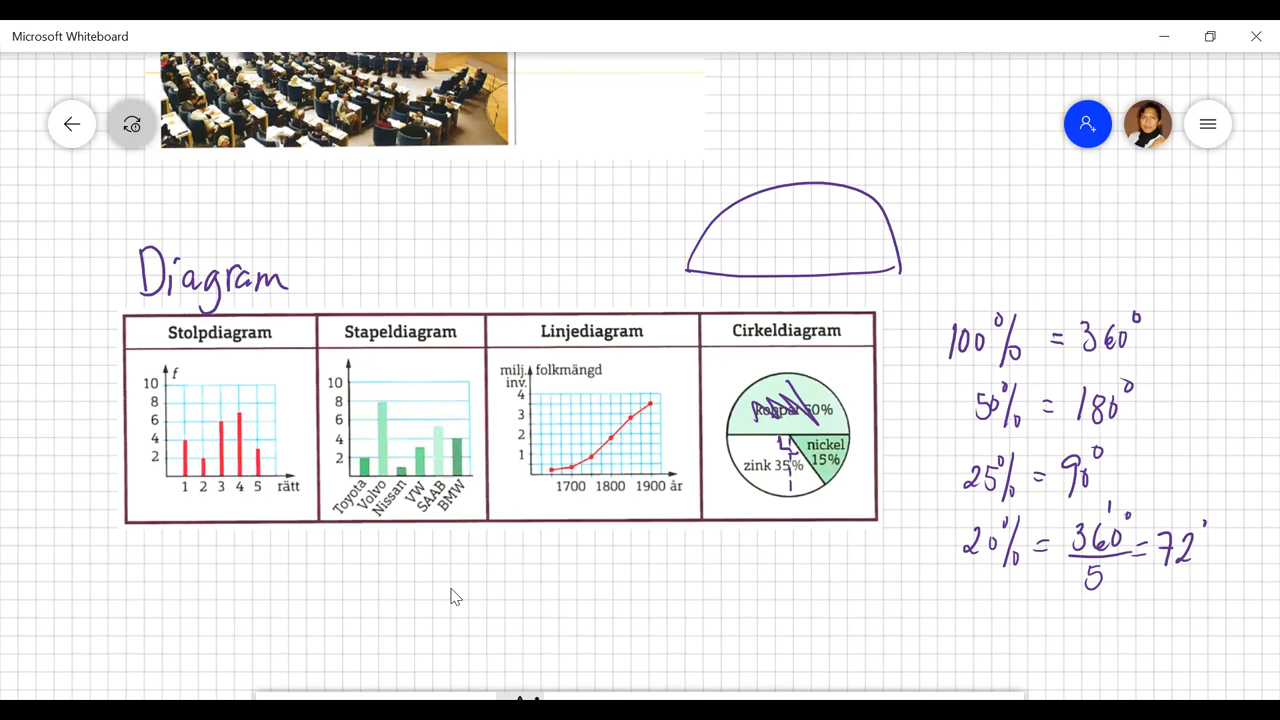 Microsoft Whiteboard
Diagram
Stolpdiagram
Stapeldiagram
Linjediagram
Cirkeldiagram
f
10
8
6
4
2
1 2 3 4 5 rätt
10
8
6
4
2
Toyota
Volvo
Nissan
VW
SAAB
BMW
milj. folkmängd
inv.
4
3
2
1
1700 1800 1900 år
koppar 50%
nickel
15%
zink 35%
100% = 360°
50% = 180°
25% = 90°
20% = 360° = 72°
5